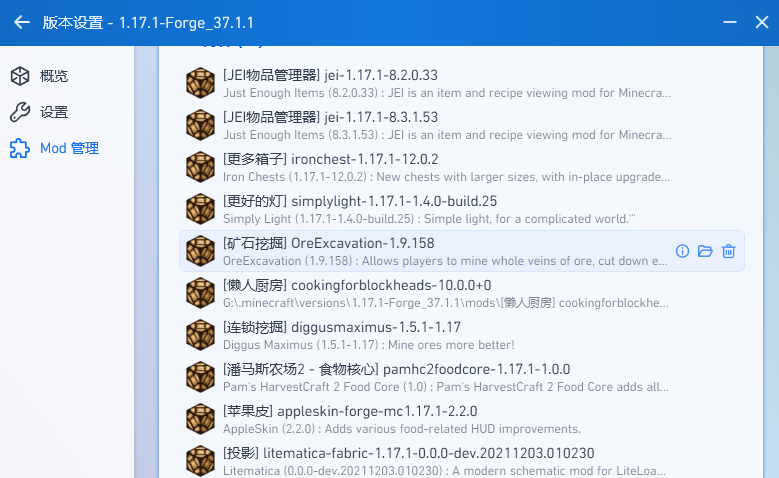 版本设置 - 1.17.1-Forge_37.1.1
概览
设置
Mod 管理
[JEI物品管理器] jei-1.17.1-8.2.0.33
Just Enough Items (8.2.0.33) : JEI is an item and recipe viewing mod for Minecra...
[JEI物品管理器] jei-1.17.1-8.3.1.53
Just Enough Items (8.3.1.53) : JEI is an item and recipe viewing mod for Minecra...
[更多箱子] ironchest-1.17.1-12.0.2
Iron Chests (1.17.1-12.0.2) : New chests with larger sizes, with in-place upgrade...
[更好的灯] simplylight-1.17.1-1.4.0-build.25
Simply Light (1.17.1-1.4.0-build.25) : Simple light, for a complicated world.'''
[矿石挖掘] OreExcavation-1.9.158
OreExcavation (1.9.158) : Allows players to mine whole veins of ore, cut down e...
[懒人厨房] cookingforblockheads-10.0.0+0
G:\.minecraft\versions\1.17.1-Forge_37.1.1\mods\[懒人厨房] cookingforblockhe...
[连锁挖掘] diggusmaximus-1.5.1-1.17
Diggus Maximus (1.5.1-1.17) : Mine ores more better!
[潘马斯农场2 - 食物核心] pamhc2foodcore-1.17.1-1.0.0
Pam's HarvestCraft 2 Food Core (1.0) : Pam's HarvestCraft 2 Food Core adds all...
[苹果皮] appleskin-forge-mc1.17.1-2.2.0
AppleSkin (2.2.0) : Adds various food-related HUD improvements.
[投影] litematica-fabric-1.17.1-0.0.0-dev.20211203.010230
Litematica (0.0.0-dev.20211203.010230) : A modern schematic mod for LiteLoa...